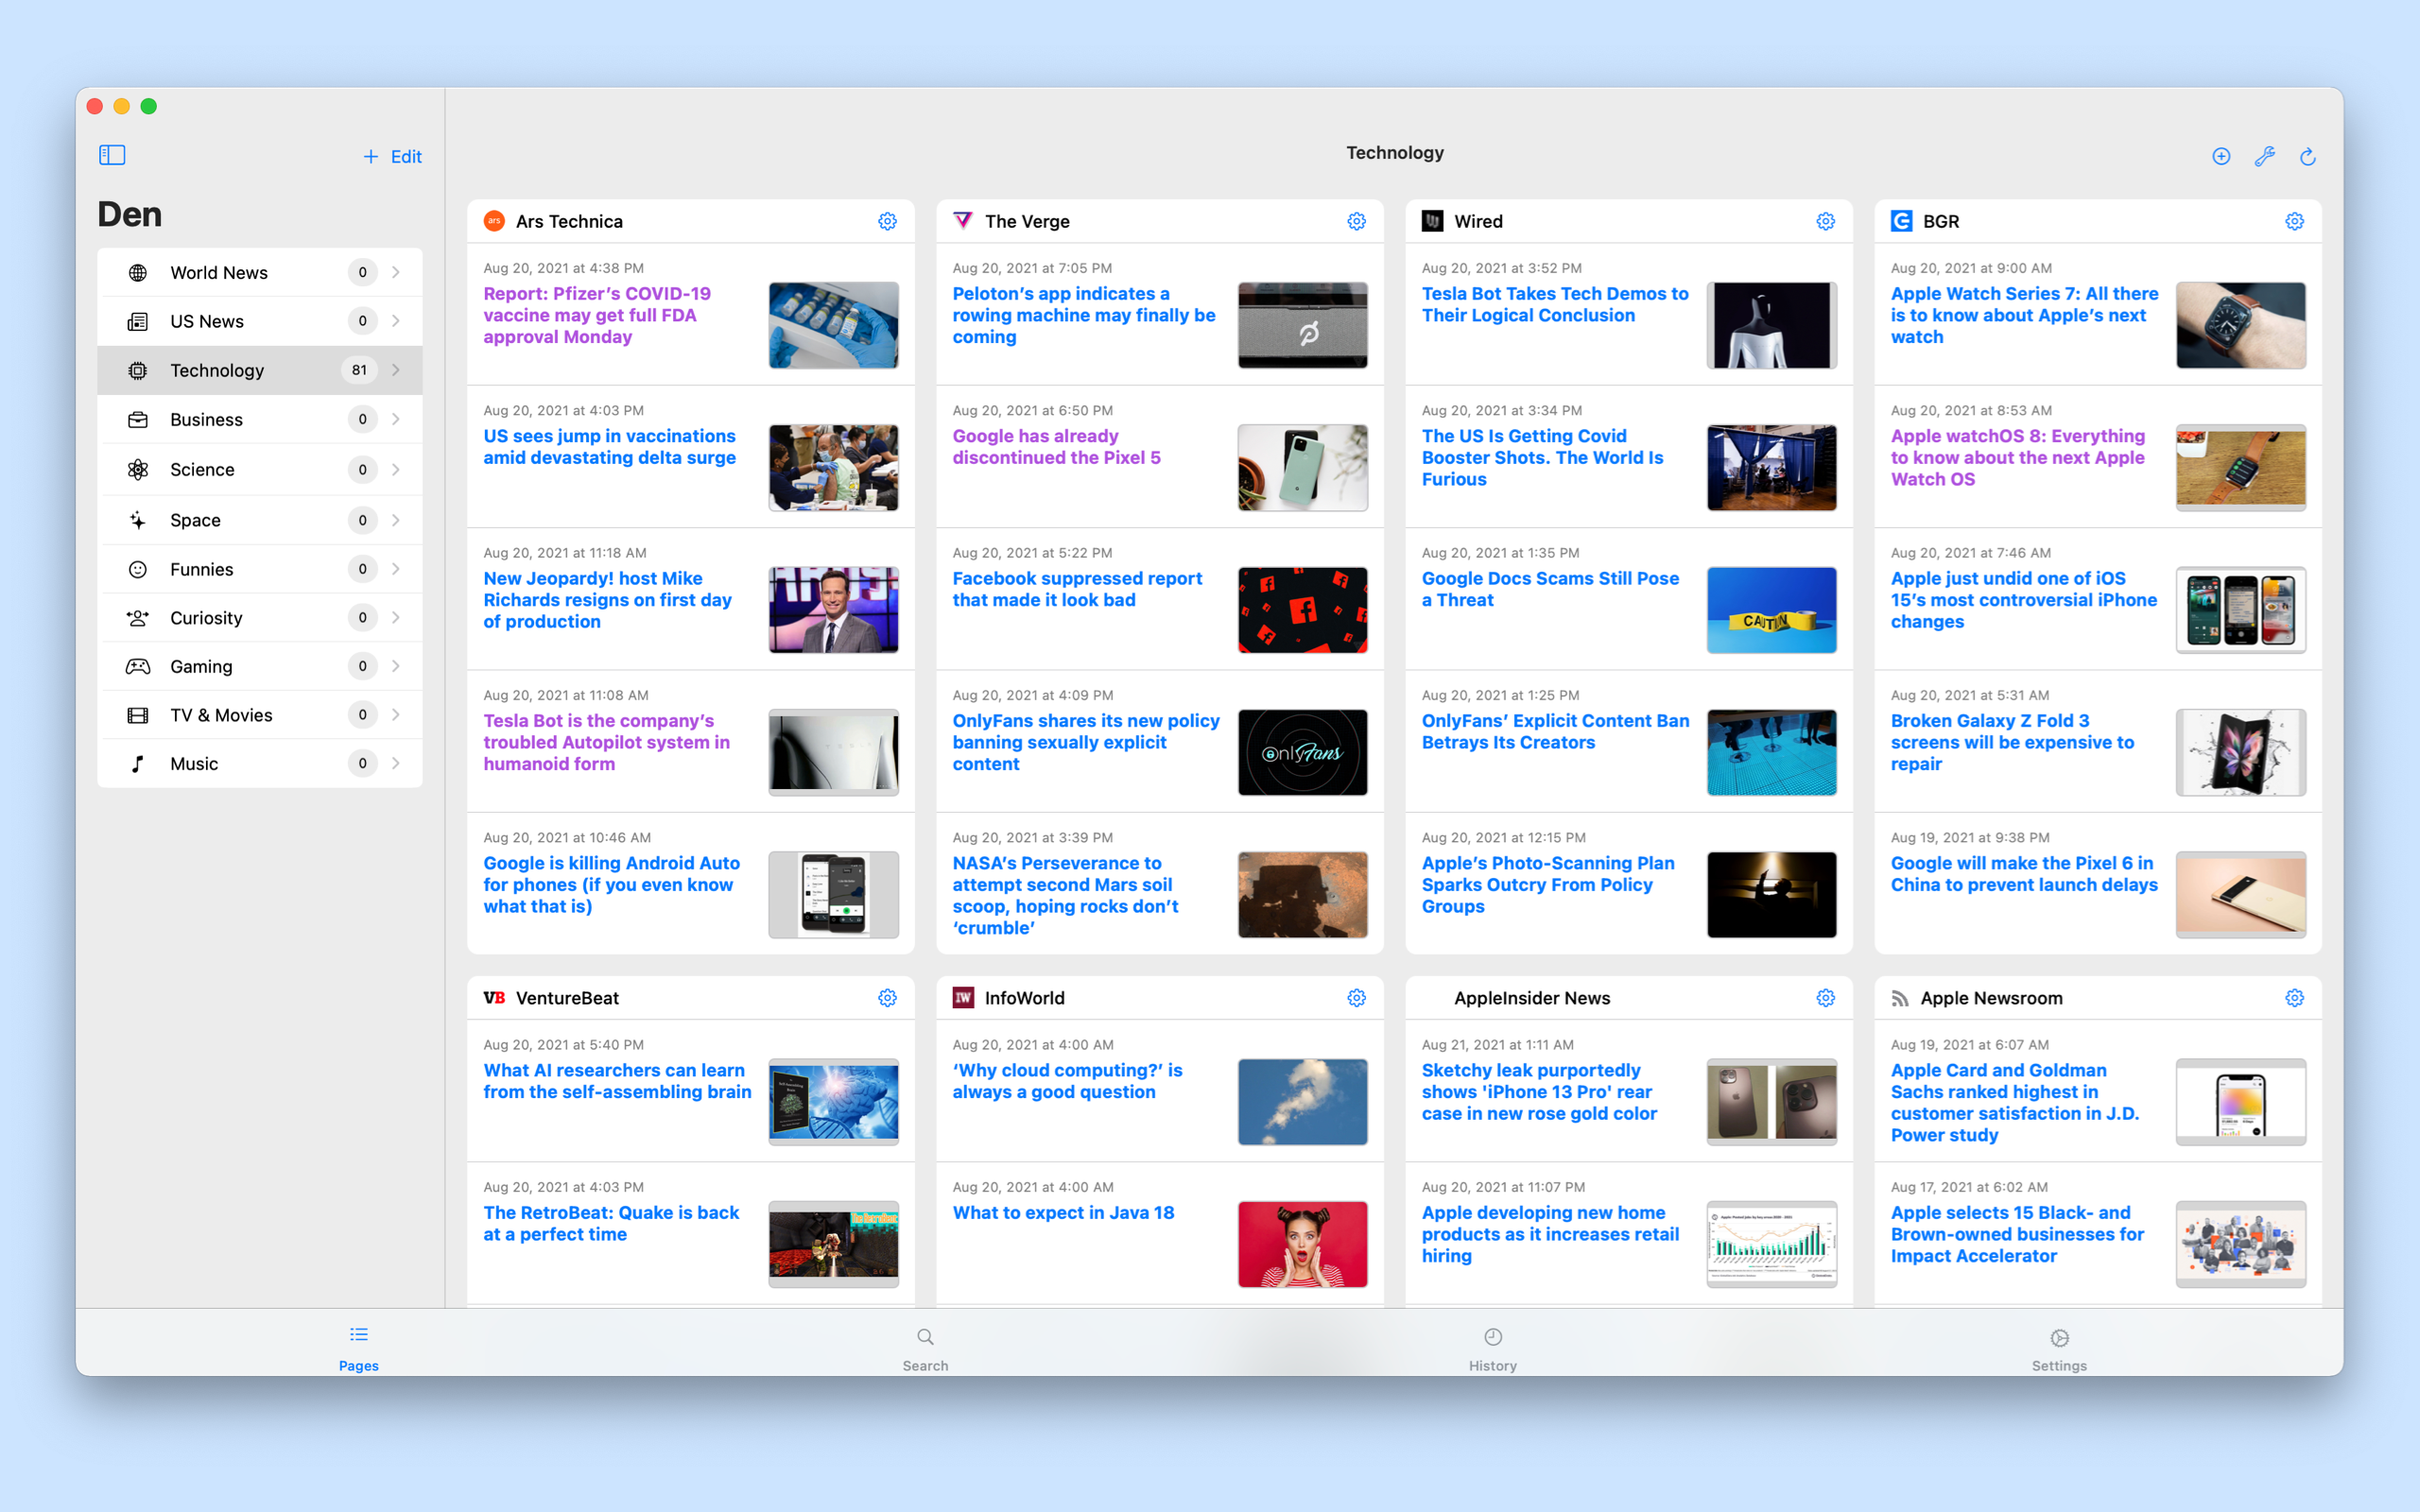 + Edit
Technology
Den
World News 0
US News 0
Technology 81
Business 0
Science 0
Space 0
Funnies 0
Curiosity 0
Gaming 0
TV & Movies 0
Music 0
ars Ars Technica
Aug 20, 2021 at 4:38 PM
Report: Pfizer’s COVID-19
vaccine may get full FDA
approval Monday
Aug 20, 2021 at 4:03 PM
US sees jump in vaccinations
amid devastating delta surge
Aug 20, 2021 at 11:18 AM
New Jeopardy! host Mike
Richards resigns on first day
of production
Aug 20, 2021 at 11:08 AM
Tesla Bot is the company’s
troubled Autopilot system in
humanoid form
Aug 20, 2021 at 10:46 AM
Google is killing Android Auto
for phones (if you even know
what that is)
The Verge
Aug 20, 2021 at 7:05 PM
Peloton’s app indicates a
rowing machine may finally be
coming
Aug 20, 2021 at 6:50 PM
Google has already
discontinued the Pixel 5
Aug 20, 2021 at 5:22 PM
Facebook suppressed report
that made it look bad
Aug 20, 2021 at 4:09 PM
OnlyFans shares its new policy
banning sexually explicit
content
OnlyFans
Aug 20, 2021 at 3:39 PM
NASA’s Perseverance to
attempt second Mars soil
scoop, hoping rocks don’t
‘crumble’
Wired
Aug 20, 2021 at 3:52 PM
Tesla Bot Takes Tech Demos to
Their Logical Conclusion
Aug 20, 2021 at 3:34 PM
The US Is Getting Covid
Booster Shots. The World Is
Furious
Aug 20, 2021 at 1:35 PM
Google Docs Scams Still Pose
a Threat
CAUTION
Aug 20, 2021 at 1:25 PM
OnlyFans’ Explicit Content Ban
Betrays Its Creators
Aug 20, 2021 at 12:15 PM
Apple’s Photo-Scanning Plan
Sparks Outcry From Policy
Groups
BGR
Aug 20, 2021 at 9:00 AM
Apple Watch Series 7: All there
is to know about Apple’s next
watch
Aug 20, 2021 at 8:53 AM
Apple watchOS 8: Everything
to know about the next Apple
Watch OS
Aug 20, 2021 at 7:46 AM
Apple just undid one of iOS
15’s most controversial iPhone
changes
Aug 20, 2021 at 5:31 AM
Broken Galaxy Z Fold 3
screens will be expensive to
repair
Aug 19, 2021 at 9:38 PM
Google will make the Pixel 6 in
China to prevent launch delays
VB VentureBeat
Aug 20, 2021 at 5:40 PM
What AI researchers can learn
from the self-assembling brain
Aug 20, 2021 at 4:03 PM
The RetroBeat: Quake is back
at a perfect time
The RetroBeat
IW InfoWorld
Aug 20, 2021 at 4:00 AM
‘Why cloud computing?’ is
always a good question
Aug 20, 2021 at 4:00 AM
What to expect in Java 18
AppleInsider News
Aug 21, 2021 at 1:11 AM
Sketchy leak purportedly
shows 'iPhone 13 Pro' rear
case in new rose gold color
Aug 20, 2021 at 11:07 PM
Apple developing new home
products as it increases retail
hiring
Apple Newsroom
Aug 19, 2021 at 6:07 AM
Apple Card and Goldman
Sachs ranked highest in
customer satisfaction in J.D.
Power study
Aug 17, 2021 at 6:02 AM
Apple selects 15 Black- and
Brown-owned businesses for
Impact Accelerator
Pages
Search
History
Settings